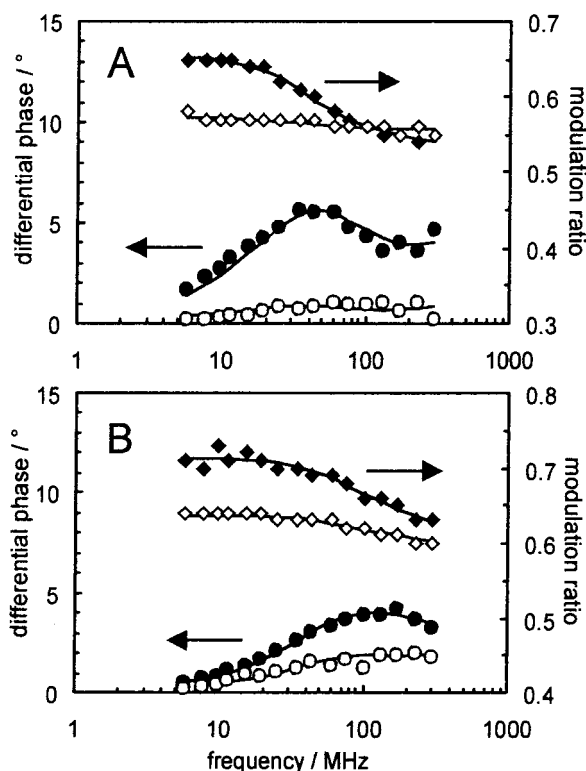 A
differential phase / °
15
10
5
0
0.7
0.6
0.5
0.4
0.3
modulation ratio
1 10 100 1000
B
differential phase / °
15
10
5
0
0.8
0.7
0.6
0.5
0.4
modulation ratio
1 10 100 1000
frequency / MHz